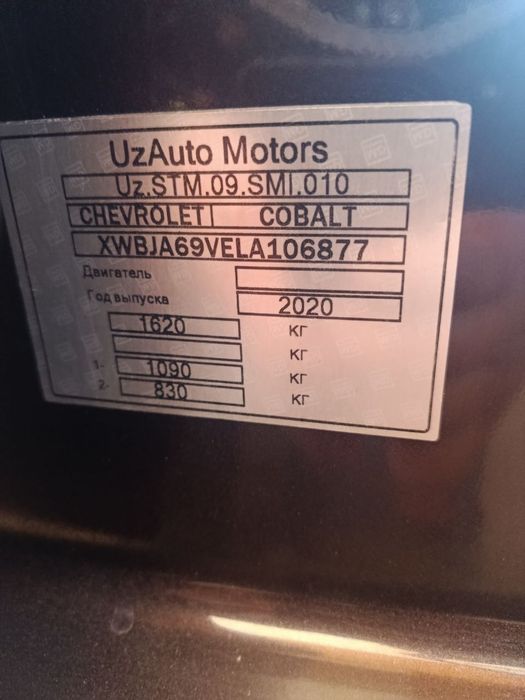 UzAuto Motors
Uz.STM.09.SMI.010
CHEVROLET COBALT
XWBJA69VELA106877
Двигатель
Год выпуска 2020
1620 кг
кг
1- 1090 кг
2- 830 кг